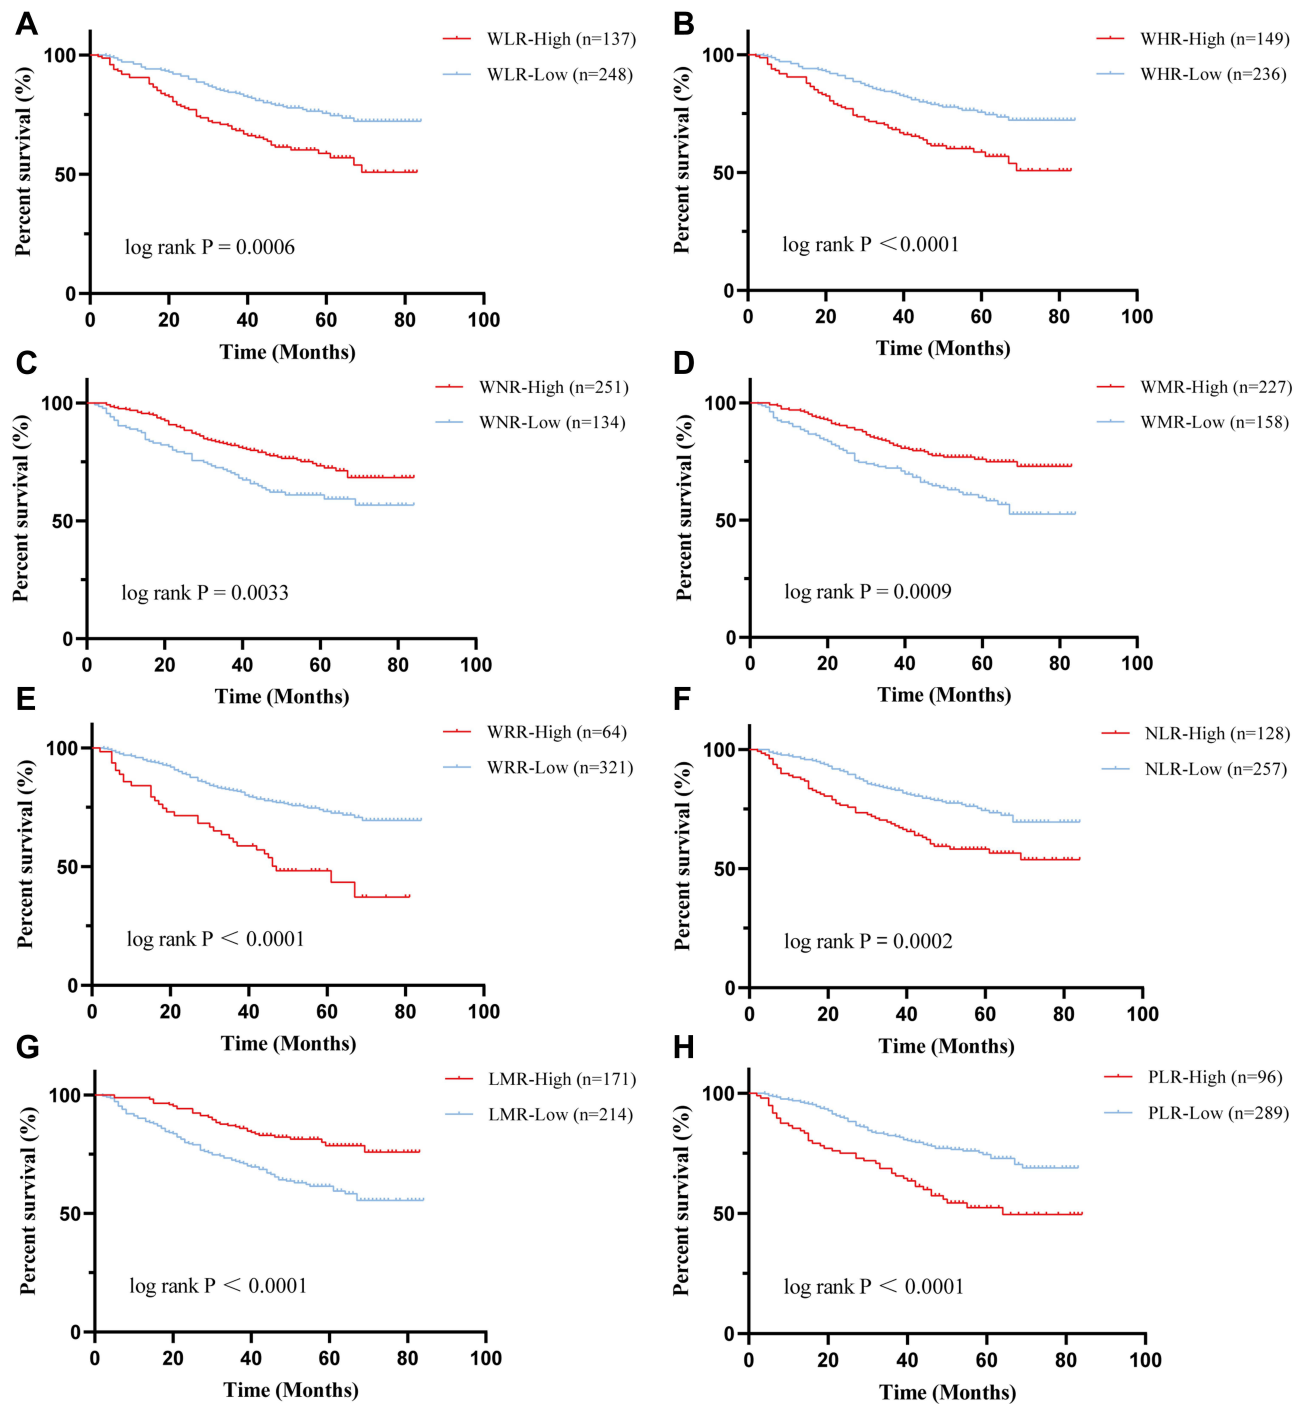 A
WLR-High (n=137)
WLR-Low (n=248)
100
50
0
Percent survival (%)
log rank P = 0.0006
0 20 40 60 80 100
Time (Months)
B
WHR-High (n=149)
WHR-Low (n=236)
100
50
0
Percent survival (%)
log rank P <0.0001
0 20 40 60 80 100
Time (Months)
C
WNR-High (n=251)
WNR-Low (n=134)
100
50
0
Percent survival (%)
log rank P = 0.0033
0 20 40 60 80 100
Time (Months)
D
WMR-High (n=227)
WMR-Low (n=158)
100
50
0
Percent survival (%)
log rank P = 0.0009
0 20 40 60 80 100
Time (Months)
E
WRR-High (n=64)
WRR-Low (n=321)
100
50
0
Percent survival (%)
log rank P < 0.0001
0 20 40 60 80 100
Time (Months)
F
NLR-High (n=128)
NLR-Low (n=257)
100
50
0
Percent survival (%)
log rank P = 0.0002
0 20 40 60 80 100
Time (Months)
G
LMR-High (n=171)
LMR-Low (n=214)
100
50
0
Percent survival (%)
log rank P < 0.0001
0 20 40 60 80 100
Time (Months)
H
PLR-High (n=96)
PLR-Low (n=289)
100
50
0
Percent survival (%)
log rank P < 0.0001
0 20 40 60 80 100
Time (Months)